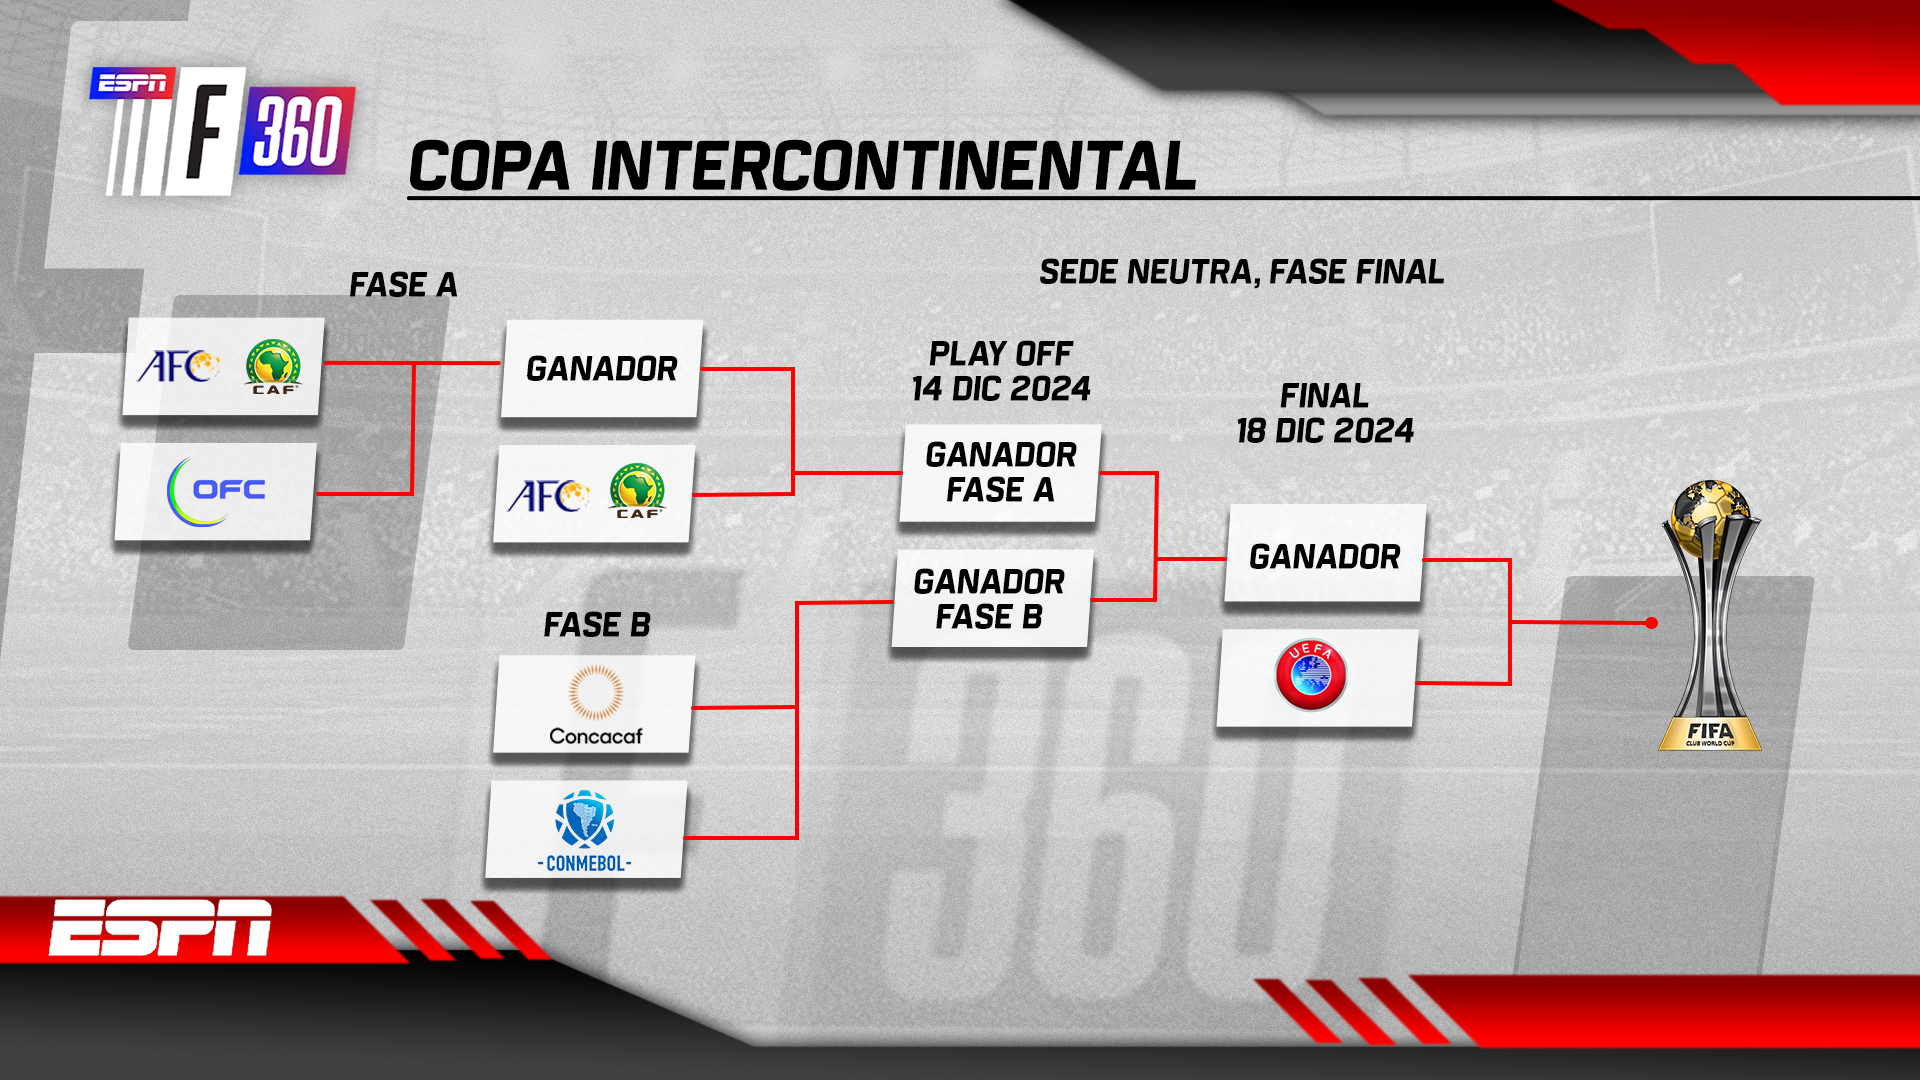 ESPN
F 360
COPA INTERCONTINENTAL
FASE A
SEDE NEUTRA, FASE FINAL
AFC CAF
GANADOR
OFC
AFC CAF
PLAY OFF
14 DIC 2024
GANADOR
FASE A
GANADOR
FASE B
FINAL
18 DIC 2024
GANADOR
UEFA
FASE B
Concacaf
-CONMEBOL-
FIFA
CLUB WORLD CUP
ESPN
F 360